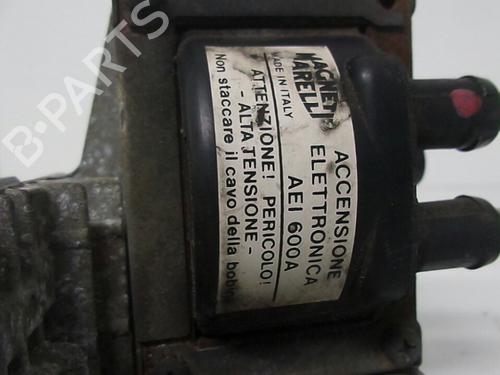 MAGNETI
MARELLI
MADE IN ITALY
ACCENSIONE
ELETTRONICA
AEI 600A
ATTENZIONE! PERICOLO!
- ALTA TENSIONE -
Non staccare il cavo della bobina
B-PARTS